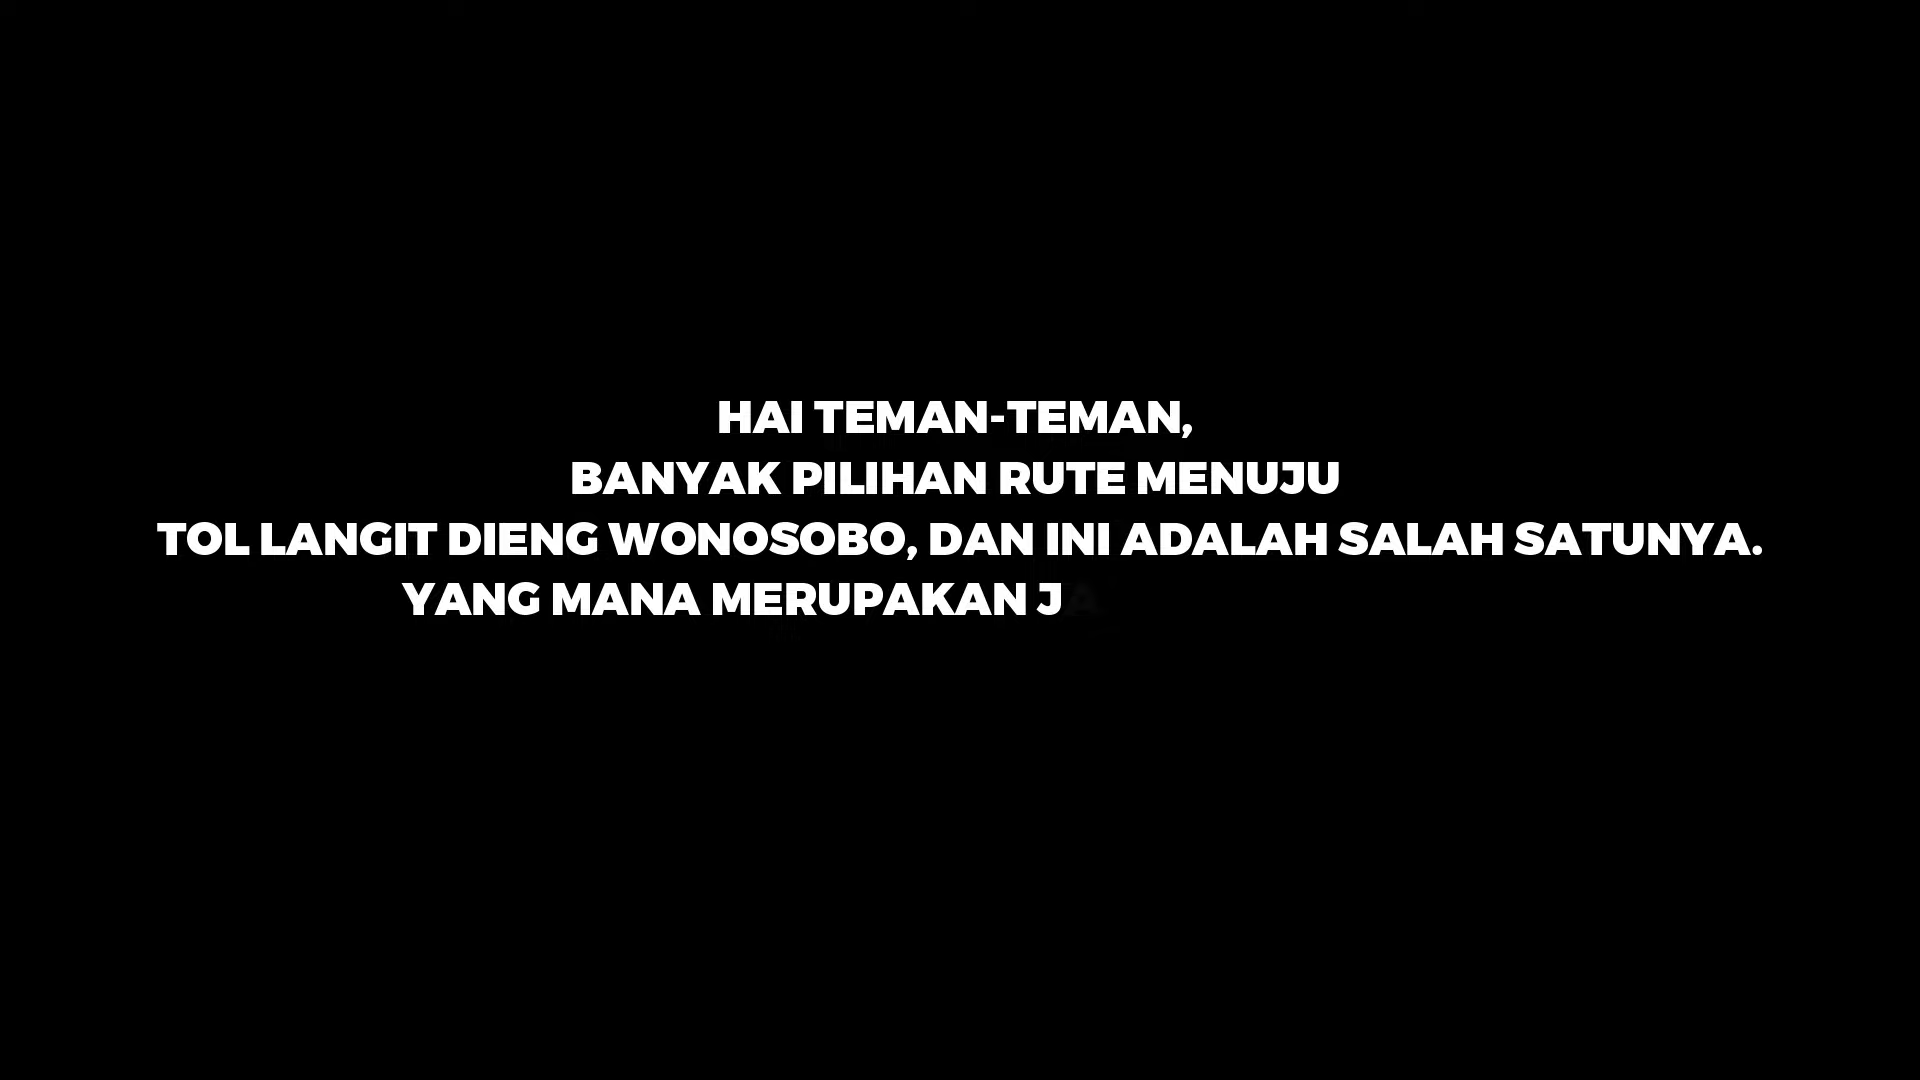 HAI TEMAN-TEMAN,
BANYAK PILIHAN RUTE MENUJU
TOL LANGIT DIENG WONOSOBO, DAN INI ADALAH SALAH SATUNYA.
YANG MANA MERUPAKAN JA